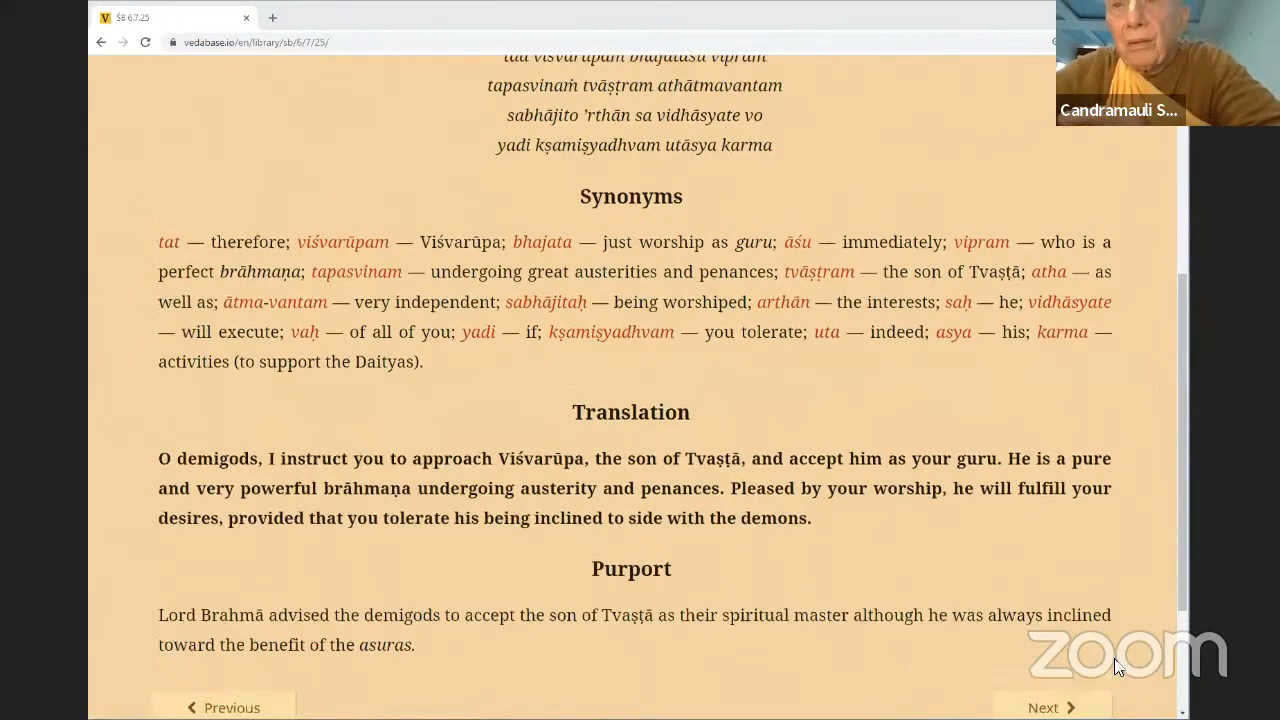 ŚB 6.7.25
vedabase.io/en/library/sb/6/7/25/
tad viśvarūpaṁ bhajatāśu vipraṁ
tapasvinaṁ tvāṣṭram athātmavantam
sabhājito ’rthān sa vidhāsyate vo
yadi kṣamiṣyadhvam utāsya karma
Synonyms
tat — therefore; viśvarūpam — Viśvarūpa; bhajata — just worship as guru; āśu — immediately; vipram — who is a
perfect brāhmaṇa; tapasvinam — undergoing great austerities and penances; tvāṣṭram — the son of Tvaṣṭā; atha — as
well as; ātma-vantam — very independent; sabhājitaḥ — being worshiped; arthān — the interests; saḥ — he; vidhāsyate
— will execute; vaḥ — of all of you; yadi — if; kṣamiṣyadhvam — you tolerate; uta — indeed; asya — his; karma —
activities (to support the Daityas).
Translation
O demigods, I instruct you to approach Viśvarūpa, the son of Tvaṣṭā, and accept him as your guru. He is a pure
and very powerful brāhmaṇa undergoing austerity and penances. Pleased by your worship, he will fulfill your
desires, provided that you tolerate his being inclined to side with the demons.
Purport
Lord Brahmā advised the demigods to accept the son of Tvaṣṭā as their spiritual master although he was always inclined
toward the benefit of the asuras.
Previous
Next
Candramauli S...
zoom